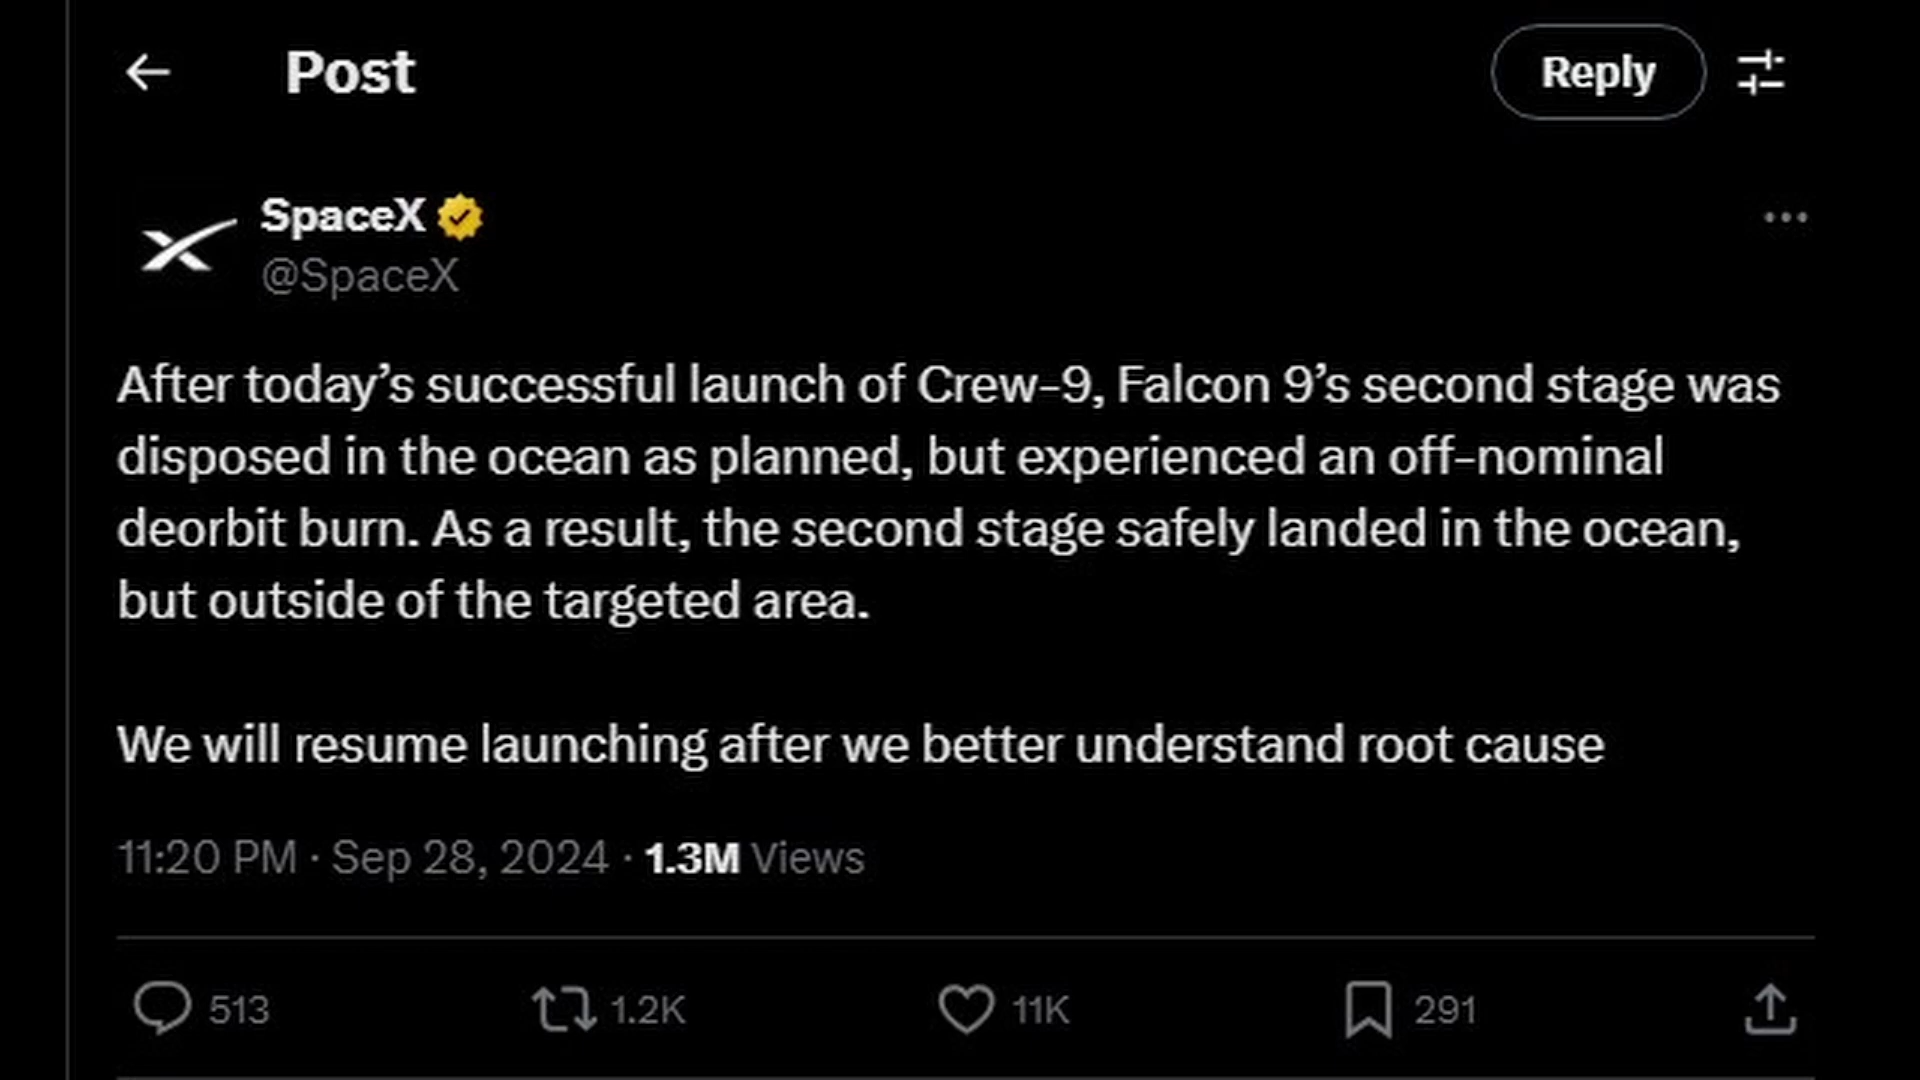 Post
Reply
SpaceX
@SpaceX
After today’s successful launch of Crew-9, Falcon 9’s second stage was
disposed in the ocean as planned, but experienced an off-nominal
deorbit burn. As a result, the second stage safely landed in the ocean,
but outside of the targeted area.
We will resume launching after we better understand root cause
11:20 PM · Sep 28, 2024 · 1.3M Views
513 1.2K 11K 291